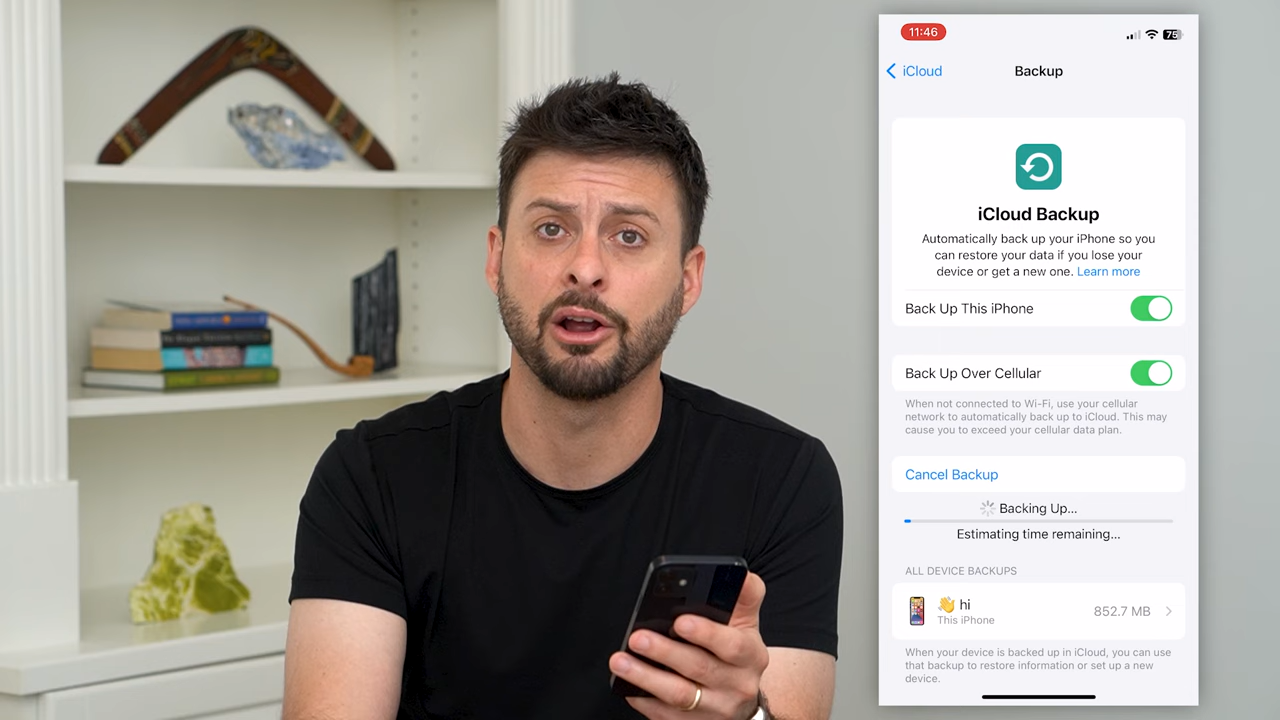 11:46
75
iCloud
Backup
iCloud Backup
Automatically back up your iPhone so you
can restore your data if you lose your
device or get a new one. Learn more
Back Up This iPhone
Back Up Over Cellular
When not connected to Wi-Fi, use your cellular
network to automatically back up to iCloud. This may
cause you to exceed your cellular data plan.
Cancel Backup
Backing Up...
Estimating time remaining...
ALL DEVICE BACKUPS
👋 hi
852.7 MB
This iPhone
When your device is backed up in iCloud, you can use
that backup to restore information or set up a new
device.